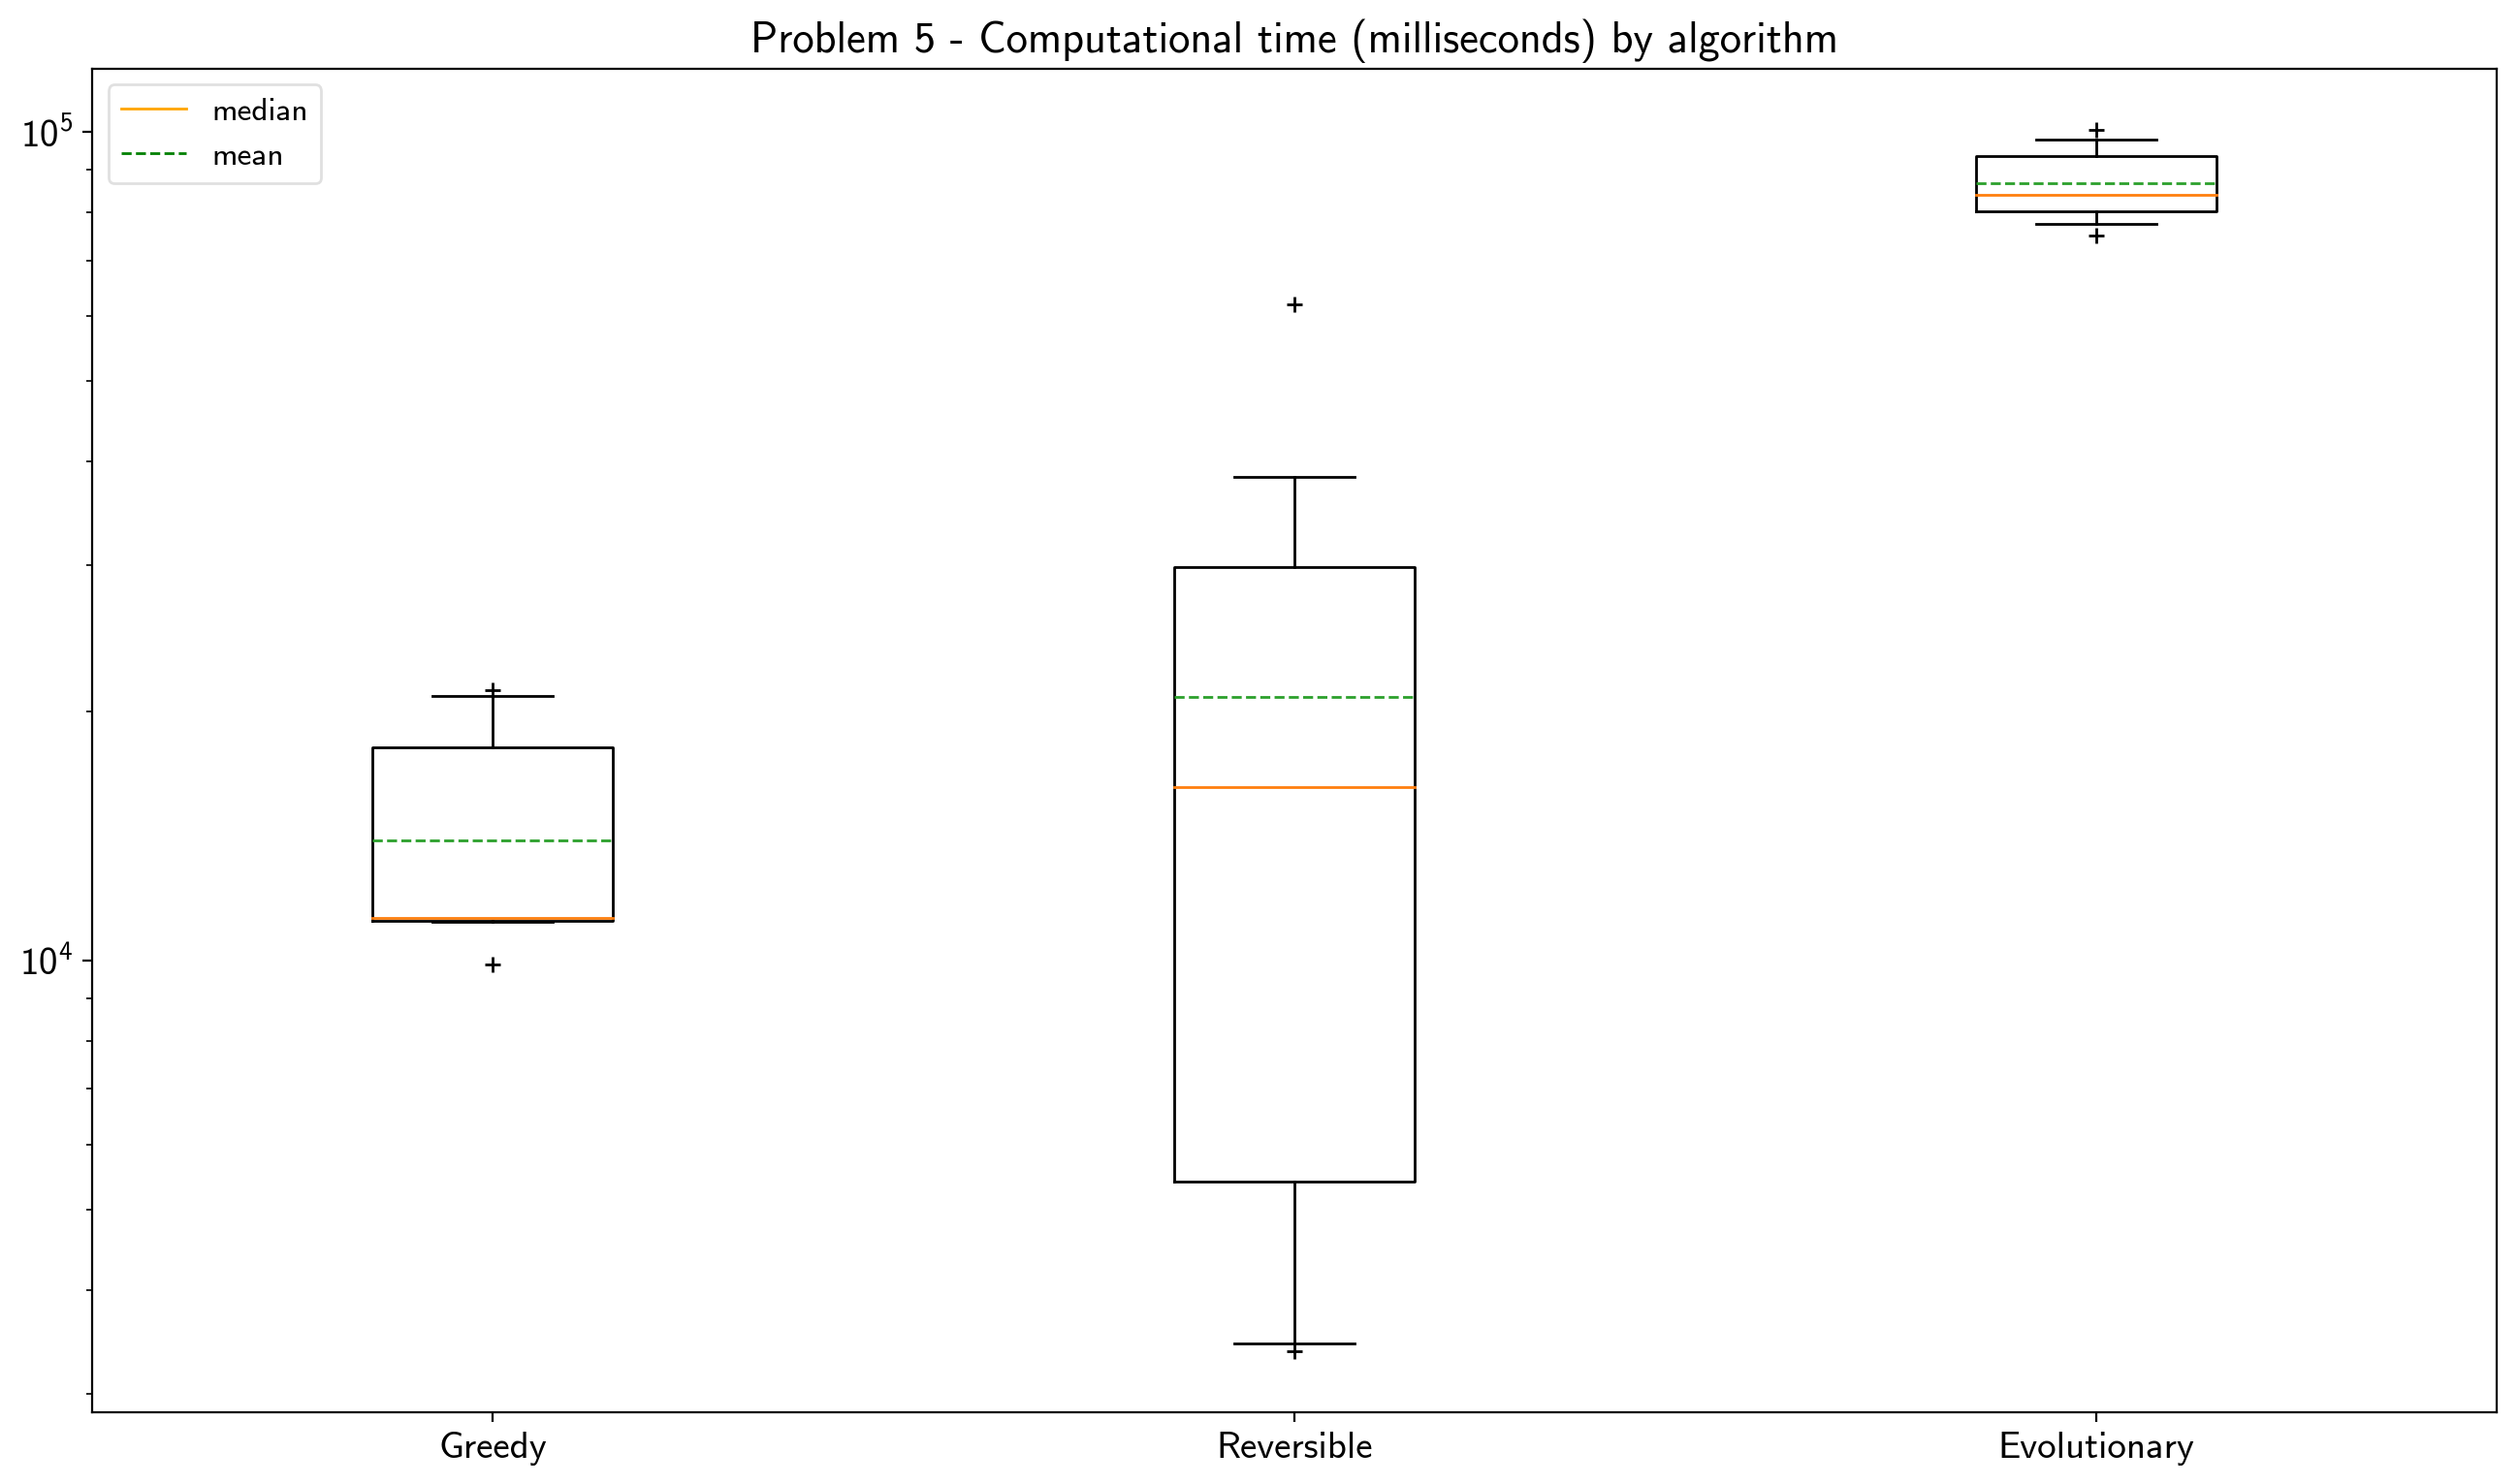 Problem 5 - Computational time (milliseconds) by algorithm
median
mean
10^5
10^4
Greedy
Reversible
Evolutionary